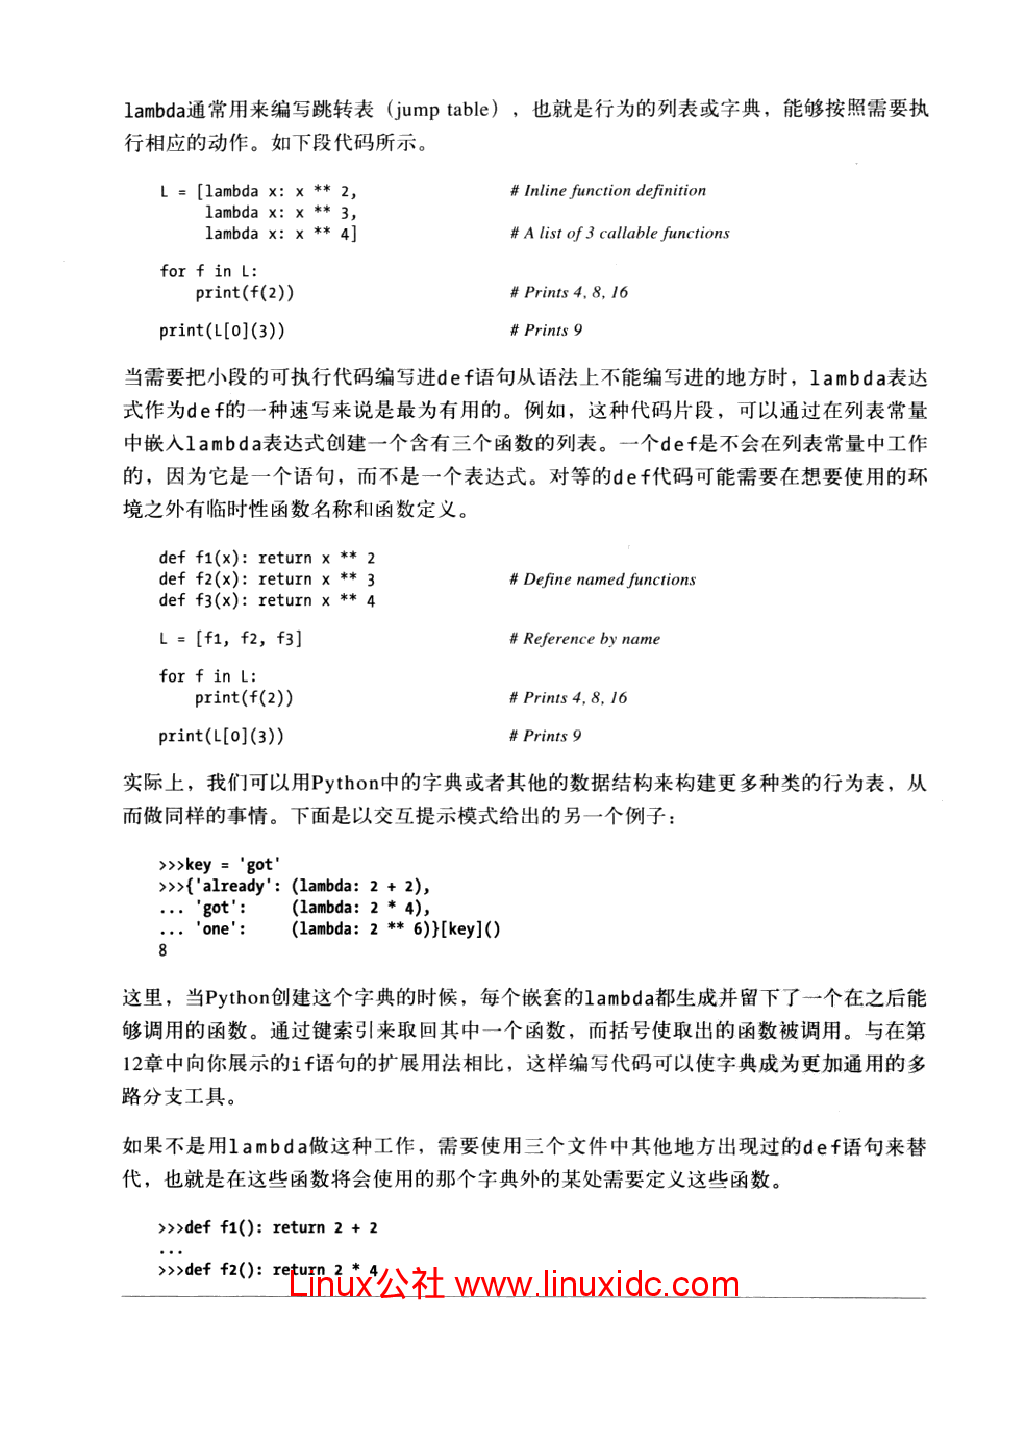 lambda通常用来编写跳转表（jump table），也就是行为的列表或字典，能够按照需要执
行相应的动作。如下段代码所示。
L = [lambda x: x ** 2, # Inline function definition
lambda x: x ** 3,
lambda x: x ** 4] # A list of 3 callable functions
for f in L:
print(f(2)) # Prints 4, 8, 16
print(L[0](3)) # Prints 9
当需要把小段的可执行代码编写进def语句从语法上不能编写进的地方时，lambda表达
式作为def的一种速写来说是最为有用的。例如，这种代码片段，可以通过在列表常量
中嵌入lambda表达式创建一个含有三个函数的列表。一个def是不会在列表常量中工作
的，因为它是一个语句，而不是一个表达式。对等的def代码可能需要在想要使用的环
境之外有临时性函数名称和函数定义。
def f1(x): return x ** 2
def f2(x): return x ** 3 # Define named functions
def f3(x): return x ** 4
L = [f1, f2, f3] # Reference by name
for f in L:
print(f(2)) # Prints 4, 8, 16
print(L[0](3)) # Prints 9
实际上，我们可以用Python中的字典或者其他的数据结构来构建更多种类的行为表，从
而做同样的事情。下面是以交互提示模式给出的另一个例子：
>>>key = 'got'
>>>{'already': (lambda: 2 + 2),
... 'got': (lambda: 2 * 4),
... 'one': (lambda: 2 ** 6)}[key]()
8
这里，当Python创建这个字典的时候，每个嵌套的lambda都生成并留下了一个在之后能
够调用的函数。通过键索引来取回其中一个函数，而括号使取出的函数被调用。与在第
12章中向你展示的if语句的扩展用法相比，这样编写代码可以使字典成为更加通用的多
路分支工具。
如果不是用lambda做这种工作，需要使用三个文件中其他地方出现过的def语句来替
代，也就是在这些函数将会使用的那个字典外的某处需要定义这些函数。
>>>def f1(): return 2 + 2
...
>>>def f2(): return 2 * 4
Linux公社 www.linuxidc.com